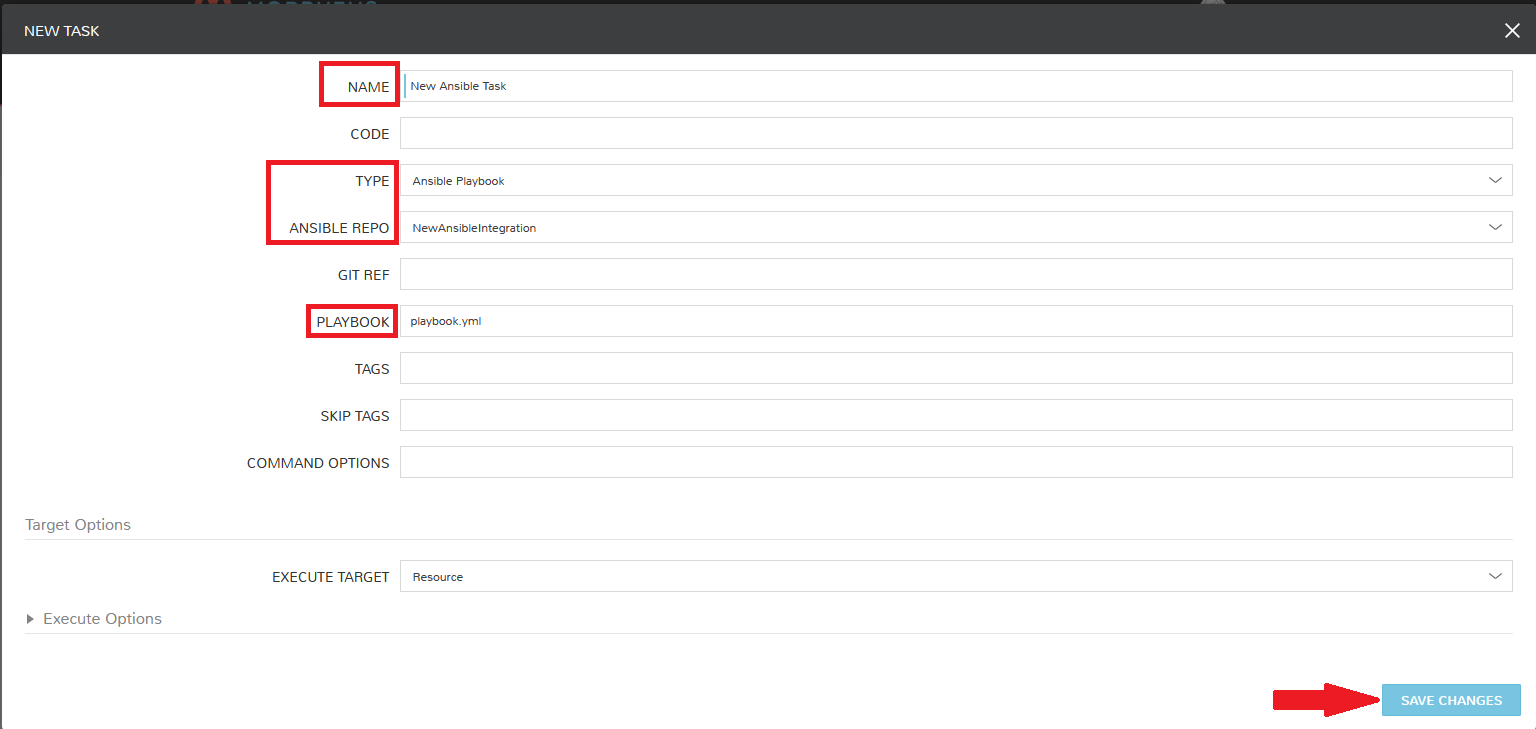 NEW TASK
NAME New Ansible Task
CODE
TYPE Ansible Playbook
ANSIBLE REPO NewAnsibleIntegration
GIT REF
PLAYBOOK playbook.yml
TAGS
SKIP TAGS
COMMAND OPTIONS
Target Options
EXECUTE TARGET Resource
Execute Options
SAVE CHANGES